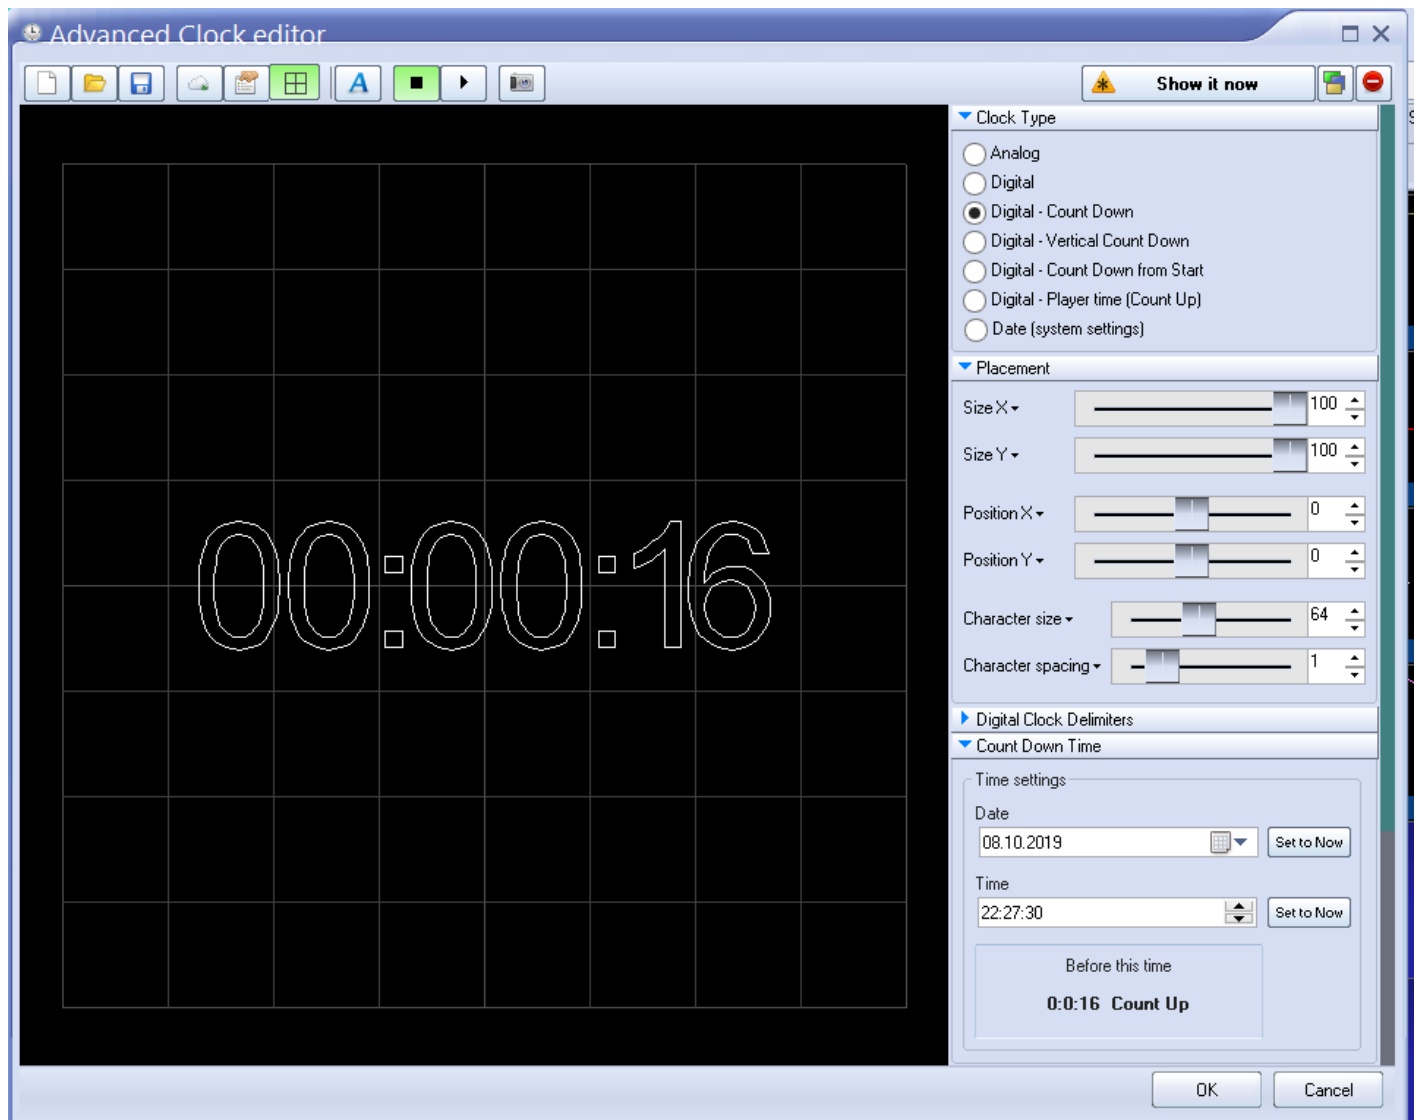 Advanced Clock editor
A
Show it now
Clock Type
Analog
Digital
Digital - Count Down
Digital - Vertical Count Down
Digital - Count Down from Start
Digital - Player time (Count Up)
Date (system settings)
Placement
Size X
100
Size Y
100
Position X
0
Position Y
0
Character size
64
Character spacing
1
00:00:16
Digital Clock Delimiters
Count Down Time
Time settings
Date
08.10.2019
Set to Now
Time
22:27:30
Set to Now
Before this time
0:0:16 Count Up
OK
Cancel